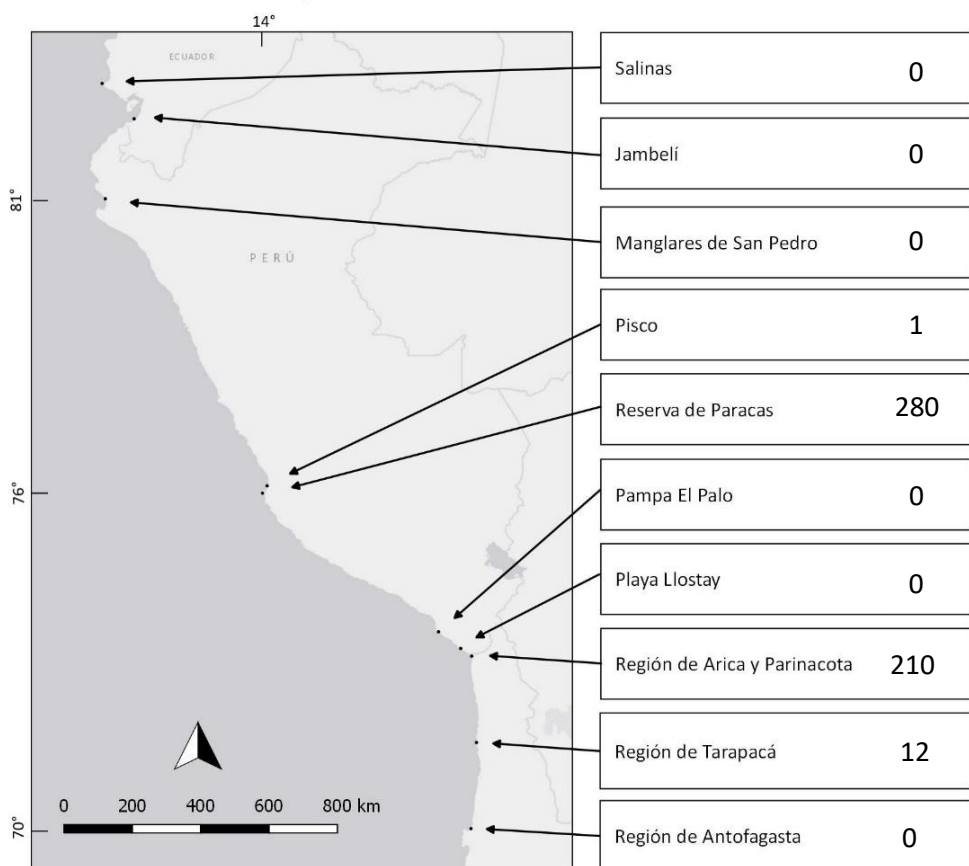 14°
ECUADOR
Salinas 0
Jambelí 0
81°
Manglares de San Pedro 0
PERÚ
Pisco 1
Reserva de Paracas 280
76°
Pampa El Palo 0
Playa Llostay 0
Región de Arica y Parinacota 210
Región de Tarapacá 12
0 200 400 600 800 km
70°
Región de Antofagasta 0